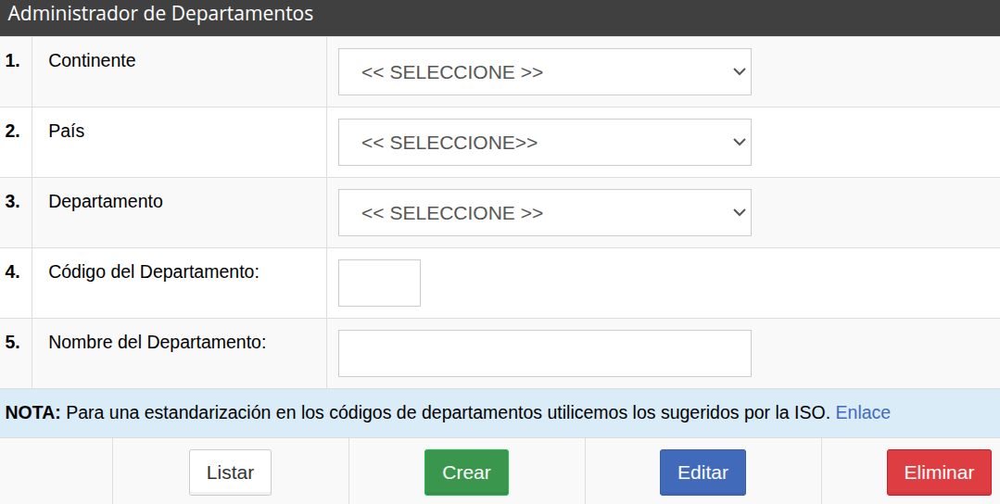 Administrador de Departamentos
1. Continente << SELECCIONE >>
2. País << SELECCIONE>>
3. Departamento << SELECCIONE >>
4. Código del Departamento:
5. Nombre del Departamento:
NOTA: Para una estandarización en los códigos de departamentos utilicemos los sugeridos por la ISO. Enlace
Listar Crear Editar Eliminar